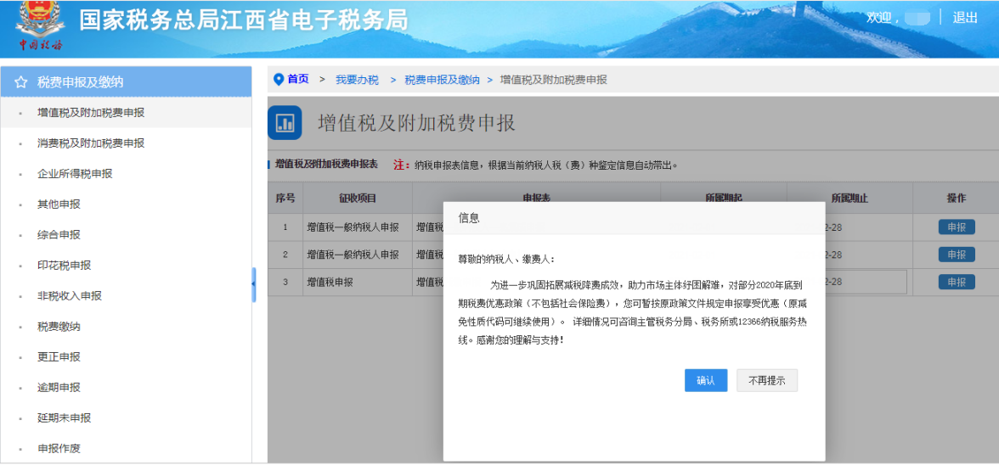 国家税务总局江西省电子税务局
中国税务
欢迎，
退出
税费申报及缴纳
增值税及附加税费申报
消费税及附加税费申报
企业所得税申报
其他申报
综合申报
印花税申报
非税收入申报
税费缴纳
更正申报
逾期申报
延期未申报
申报作废
首页 > 我要办税 > 税费申报及缴纳 > 增值税及附加税费申报
增值税及附加税费申报
增值税及附加税费申报表 注：纳税申报表信息，根据当前纳税人税（费）种鉴定信息自动带出。
序号 征收项目 申报表 所属期起 所属期止 操作
1 增值税一般纳税人申报 增值税 2-28 申报
2 增值税一般纳税人申报 增值税 2-28 申报
3 增值税申报 增值税 2-28 申报
信息
尊敬的纳税人、缴费人：
为进一步巩固拓展减税降费成效，助力市场主体纾困解难，对部分2020年底到
期税费优惠政策（不包括社会保险费），您可暂按原政策文件规定申报享受优惠（原减
免性质代码可继续使用）。 详细情况可咨询主管税务分局、税务所或12366纳税服务热
线。感谢您的理解与支持！
确认
不再提示